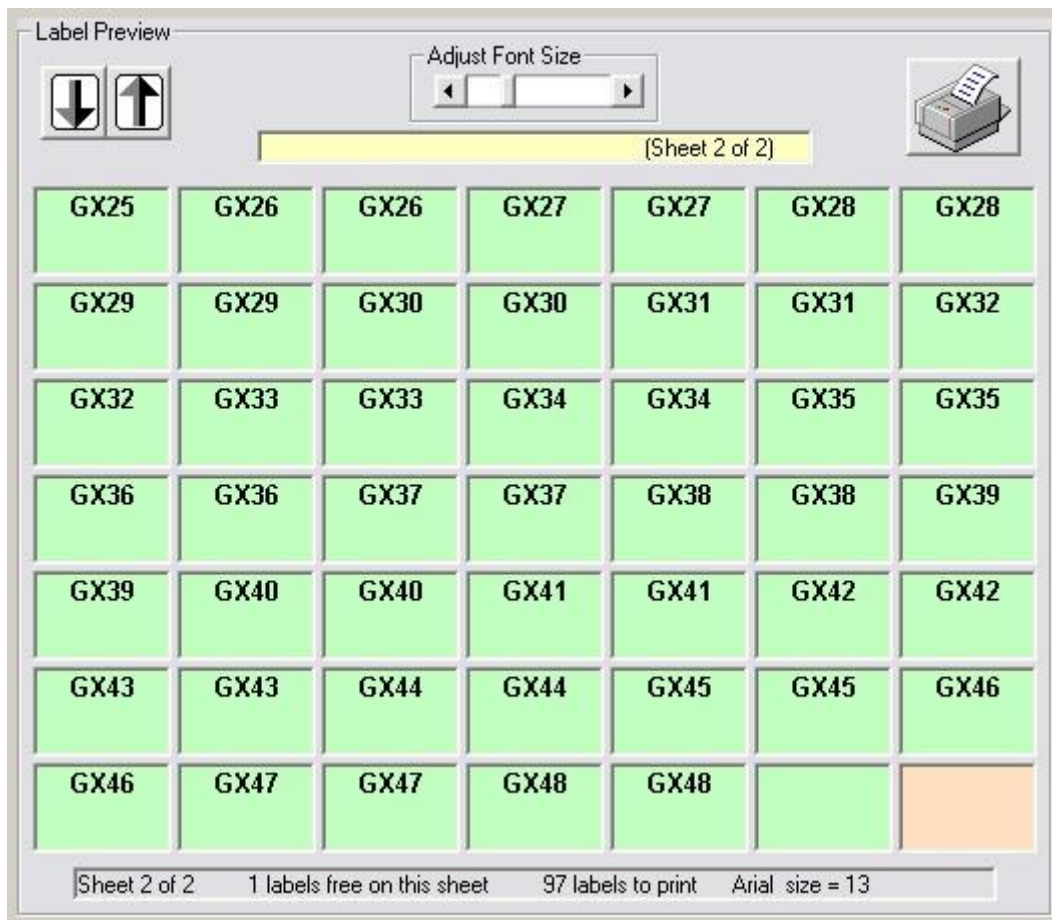 Label Preview
Adjust Font Size
(Sheet 2 of 2)
GX25 GX26 GX26 GX27 GX27 GX28 GX28
GX29 GX29 GX30 GX30 GX31 GX31 GX32
GX32 GX33 GX33 GX34 GX34 GX35 GX35
GX36 GX36 GX37 GX37 GX38 GX38 GX39
GX39 GX40 GX40 GX41 GX41 GX42 GX42
GX43 GX43 GX44 GX44 GX45 GX45 GX46
GX46 GX47 GX47 GX48 GX48
Sheet 2 of 2 1 labels free on this sheet 97 labels to print Arial size = 13